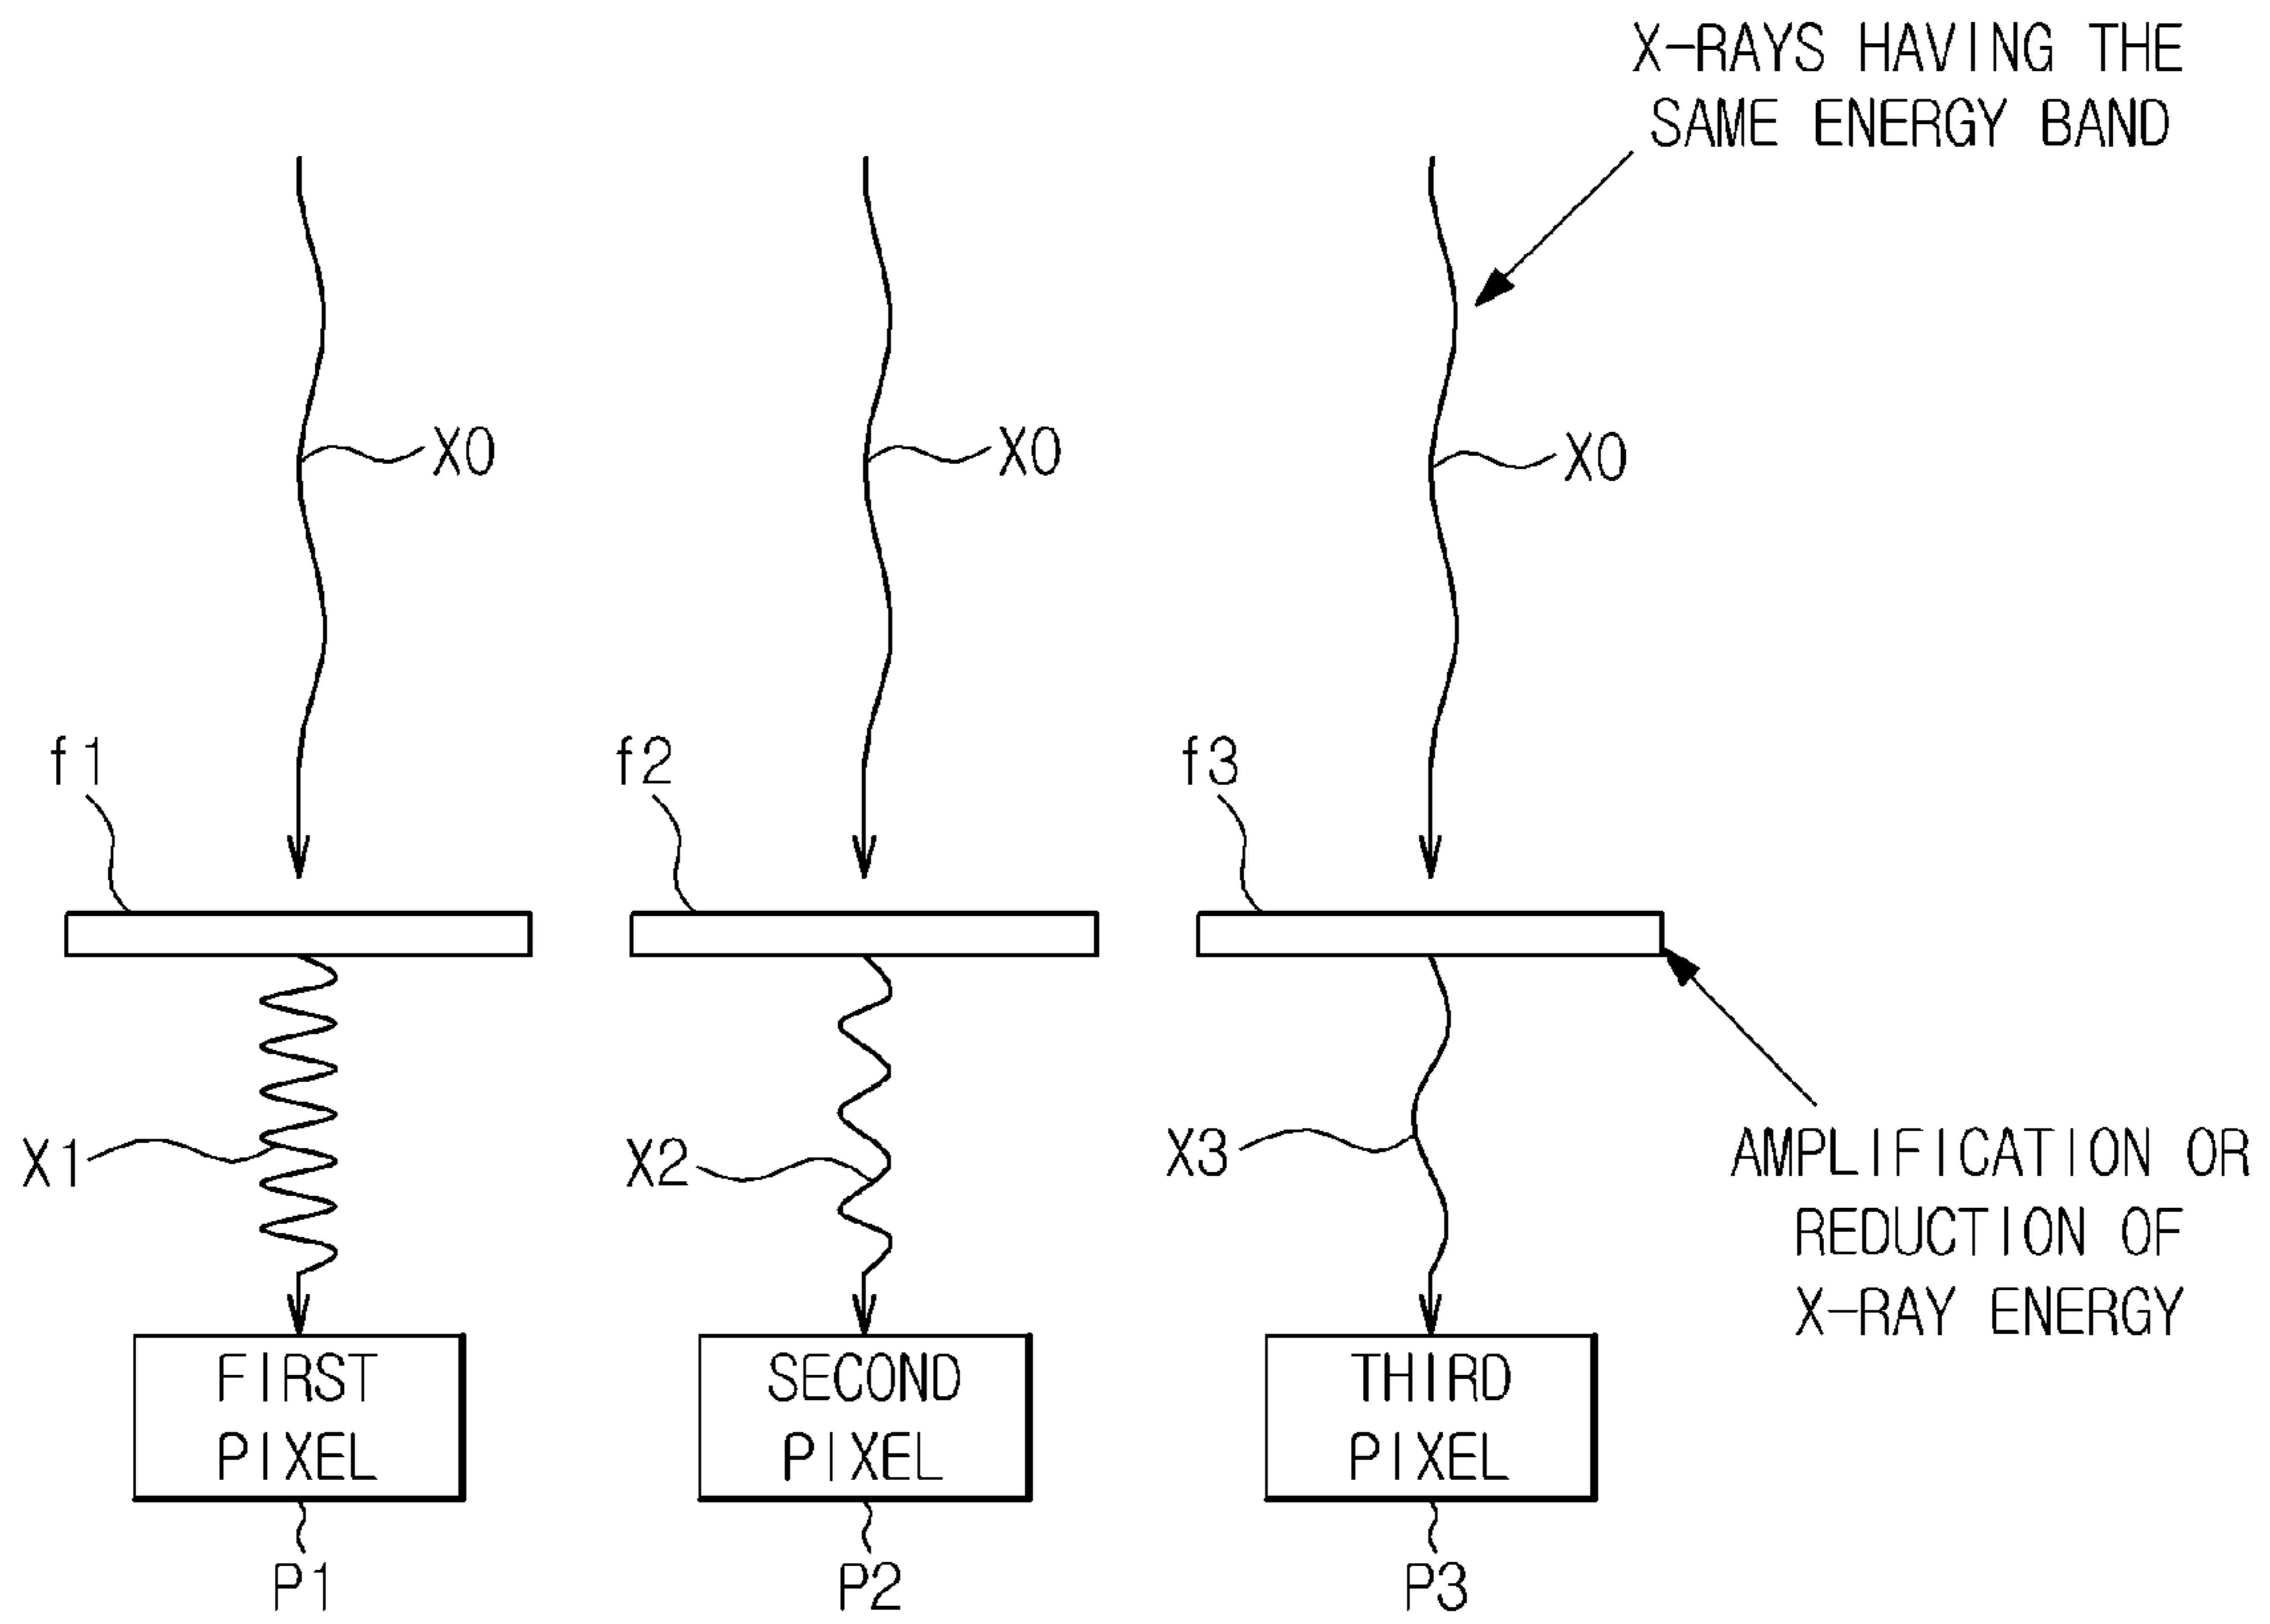 X-RAYS HAVING THE
SAME ENERGY BAND
X0
X0
X0
f1
f2
f3
X1
X2
X3
AMPLIFICATION OR
REDUCTION OF
X-RAY ENERGY
FIRST
PIXEL
SECOND
PIXEL
THIRD
PIXEL
P1
P2
P3